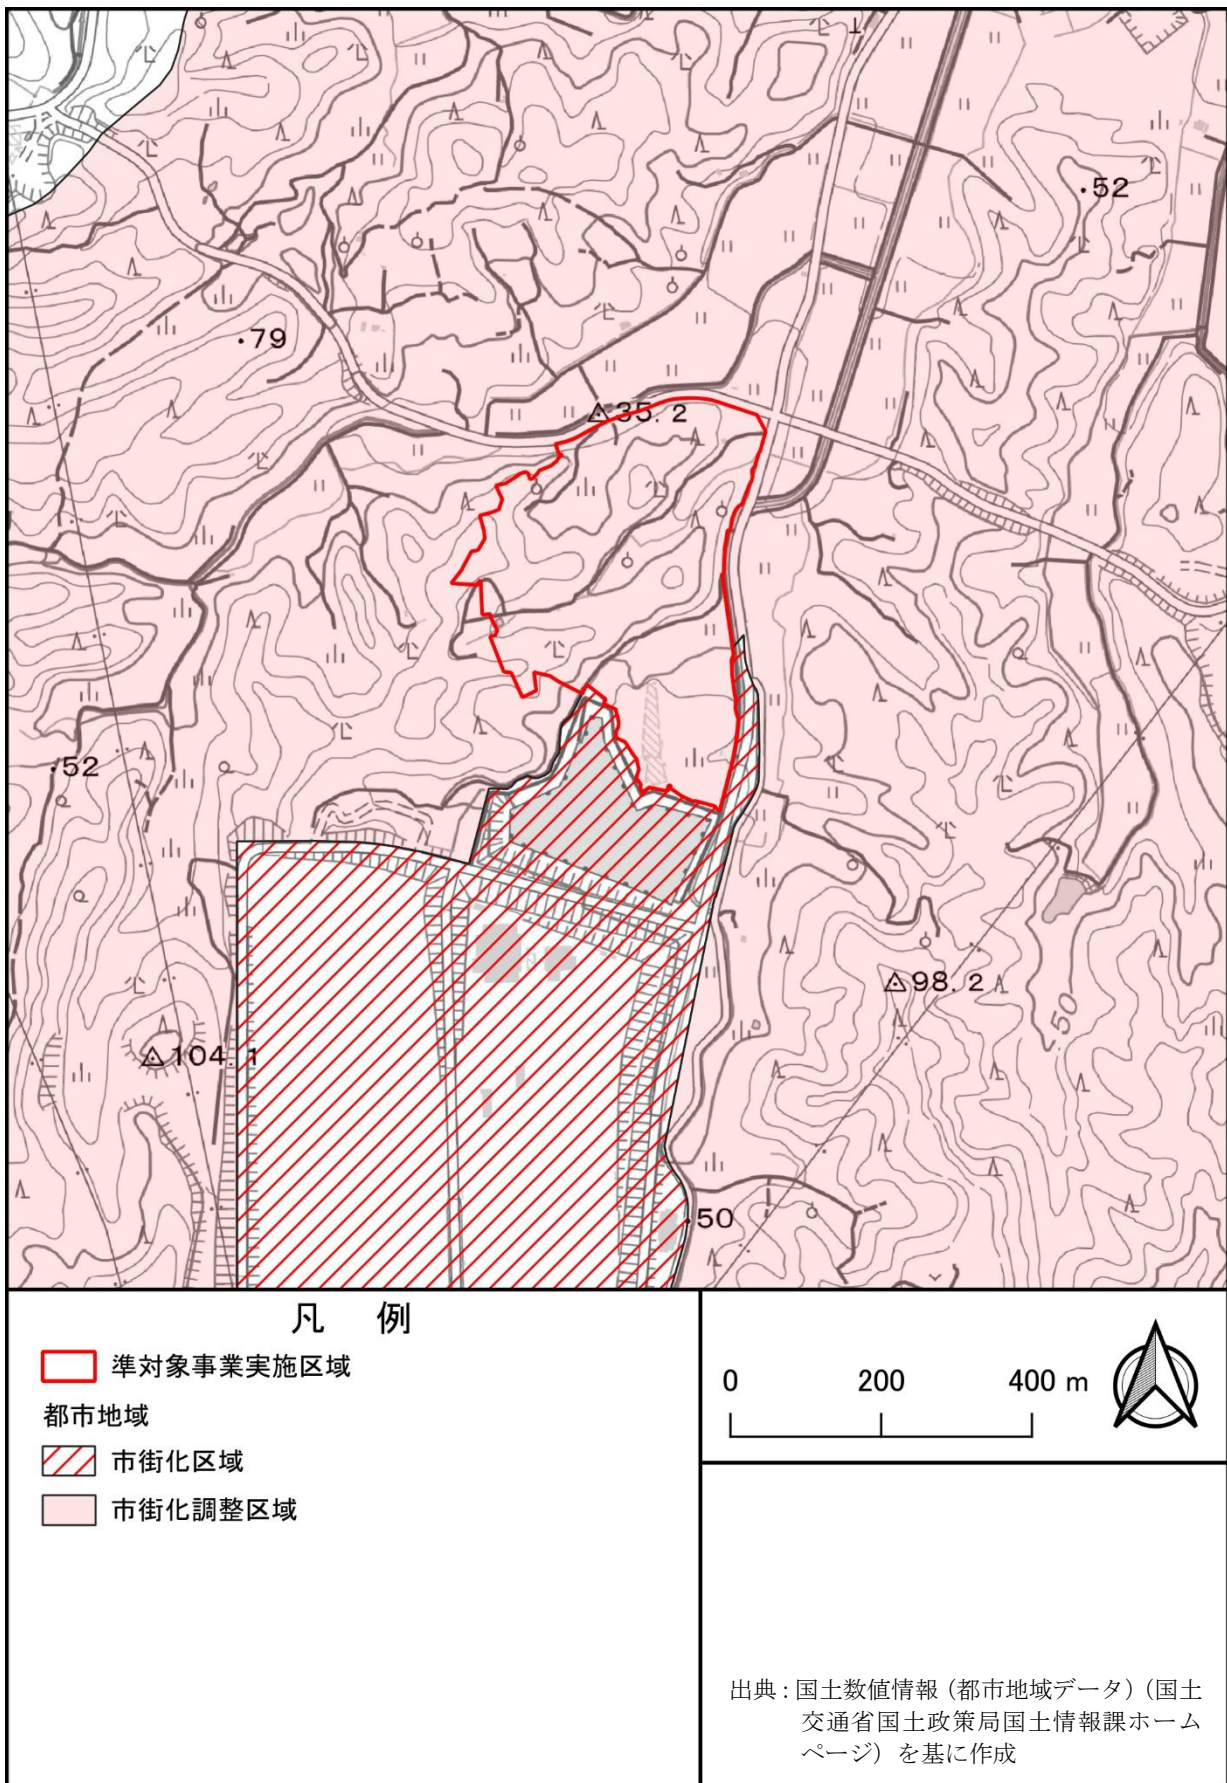 52
79
35.2
52
98.2
50
104.1
50
凡 例
準対象事業実施区域
都市地域
市街化区域
市街化調整区域
0 200 400 m
出典：国土数値情報（都市地域データ）（国土
交通省国土政策局国土情報課ホーム
ページ）を基に作成